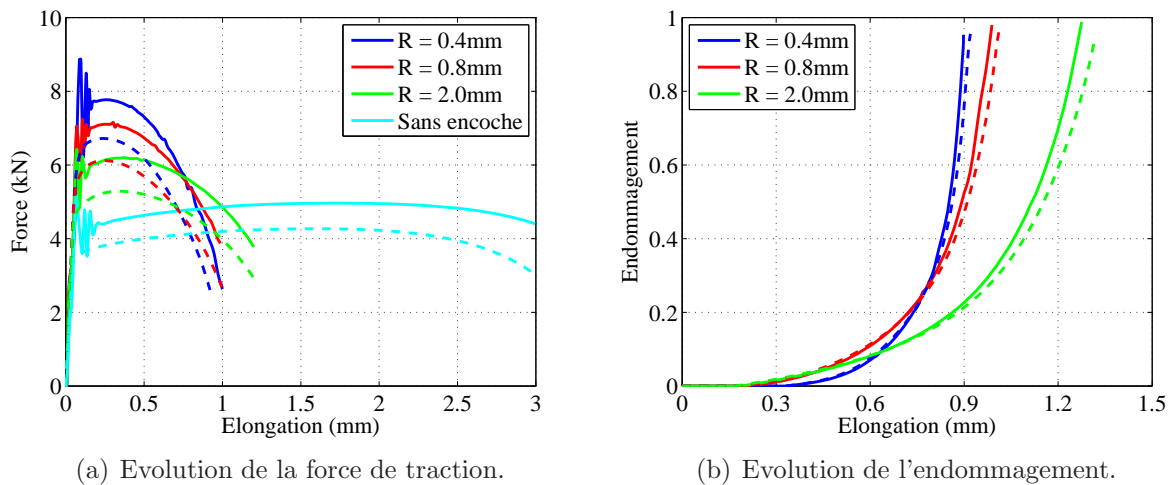 10
8
6
4
2
0
Force (kN)
0 0.5 1 1.5 2 2.5 3
Elongation (mm)
R = 0.4mm
R = 0.8mm
R = 2.0mm
Sans encoche
(a) Evolution de la force de traction.
1
0.8
0.6
0.4
0.2
0
Endommagement
0 0.3 0.6 0.9 1.2 1.5
Elongation (mm)
R = 0.4mm
R = 0.8mm
R = 2.0mm
(b) Evolution de l'endommagement.